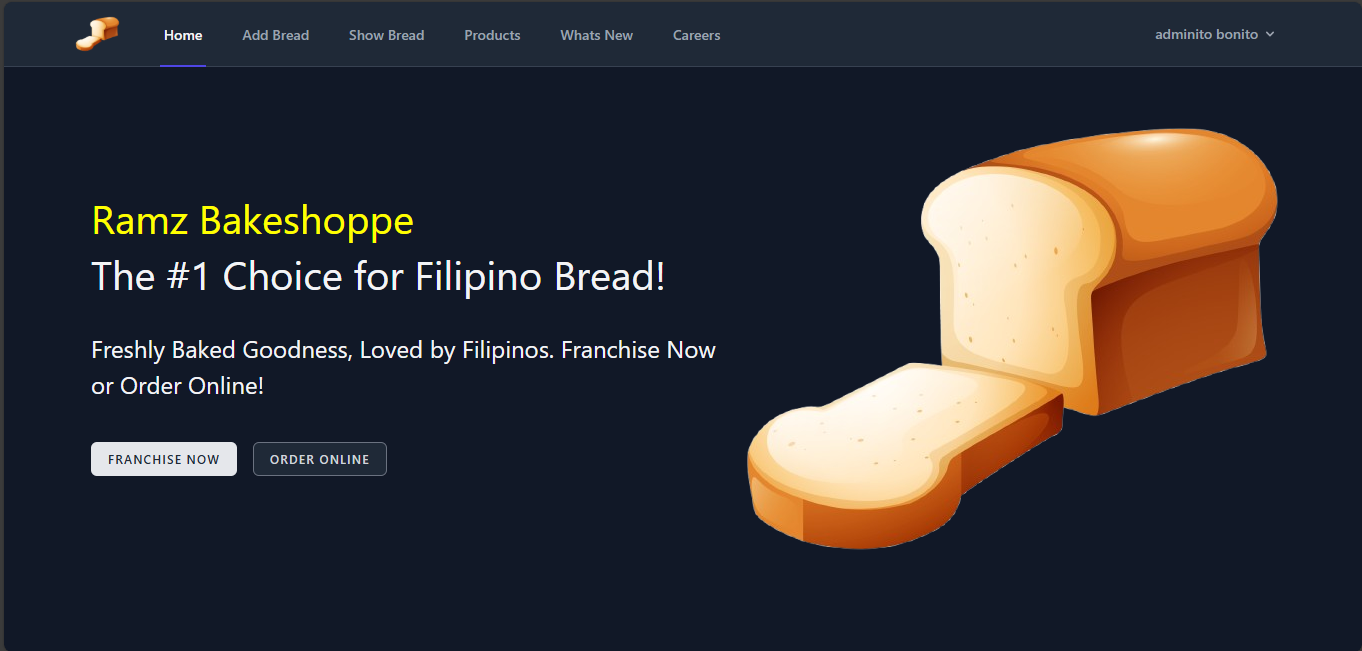 Home
Add Bread
Show Bread
Products
Whats New
Careers
adminito bonito
Ramz Bakeshoppe
The #1 Choice for Filipino Bread!
Freshly Baked Goodness, Loved by Filipinos. Franchise Now
or Order Online!
FRANCHISE NOW
ORDER ONLINE